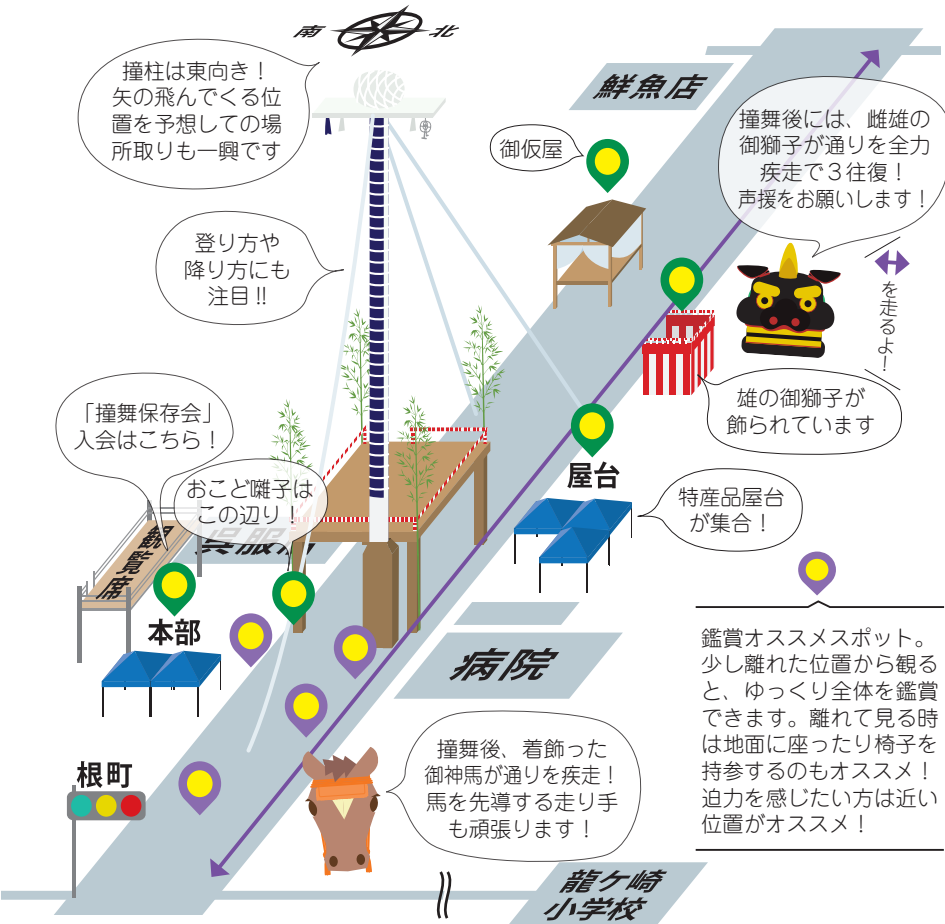 南
北
撞柱は東向き！
矢の飛んでくる位
置を予想しての場
所取りも一興です
鮮魚店
御仮屋
撞舞後には、雌雄の
御獅子が通りを全力
疾走で３往復！
声援をお願いします！
を走るよ！
登り方や
降り方にも
注目！！
雄の御獅子が
飾られています
「撞舞保存会」
入会はこちら！
おこど囃子は
この辺り！
呉服店
観覧席
本部
屋台
特産品屋台
が集合！
病院
鑑賞オススメスポット。
少し離れた位置から観る
と、ゆっくり全体を鑑賞
できます。離れて見る時
は地面に座ったり椅子を
持参するのもオススメ！
迫力を感じたい方は近い
位置がオススメ！
撞舞後、着飾った
御神馬が通りを疾走！
馬を先導する走り手
も頑張ります！
根町
龍ケ崎
小学校